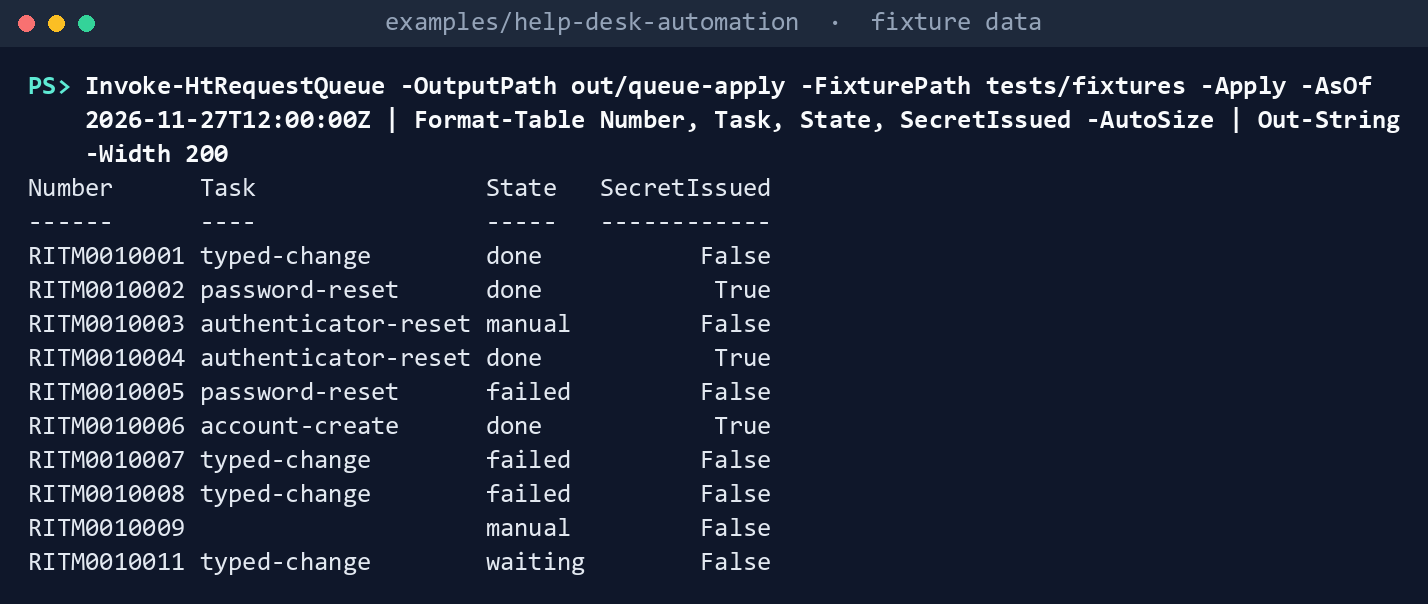 examples/help-desk-automation · fixture data
PS> Invoke-HtRequestQueue -OutputPath out/queue-apply -FixturePath tests/fixtures -Apply -AsOf
2026-11-27T12:00:00Z | Format-Table Number, Task, State, SecretIssued -AutoSize | Out-String
-Width 200
Number      Task                State   SecretIssued
------      ----                -----   ------------
RITM0010001 typed-change        done           False
RITM0010002 password-reset      done            True
RITM0010003 authenticator-reset manual         False
RITM0010004 authenticator-reset done            True
RITM0010005 password-reset      failed         False
RITM0010006 account-create      done            True
RITM0010007 typed-change        failed         False
RITM0010008 typed-change        failed         False
RITM0010009                     manual         False
RITM0010011 typed-change        waiting        False